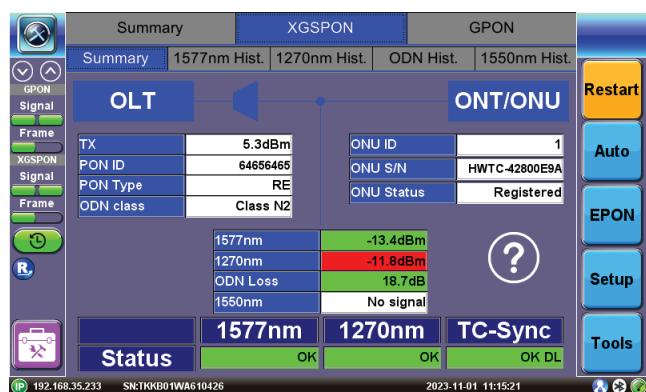 Summary XGSPON GPON
Summary 1577nm Hist. 1270nm Hist. ODN Hist. 1550nm Hist.
GPON
Signal
Frame
XGSPON
Signal
Frame
R
OLT ONT/ONU
TX 5.3dBm
PON ID 64656465
PON Type RE
ODN class Class N2
ONU ID 1
ONU S/N HWTC-42800E9A
ONU Status Registered
1577nm -13.4dBm
1270nm -11.8dBm
ODN Loss 18.7dB
1550nm No signal
?
1577nm 1270nm TC-Sync
Status OK OK OK DL
Restart
Auto
EPON
Setup
Tools
IP 192.168.35.233 SN:TKKB01WA610426 2023-11-01 11:15:21